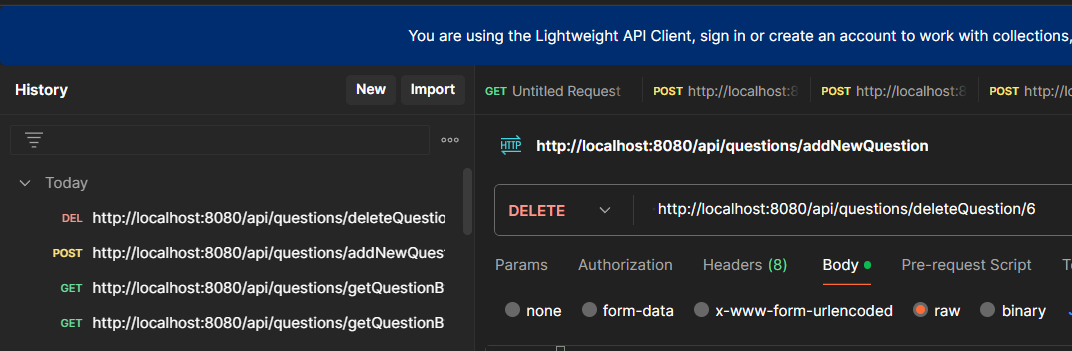 You are using the Lightweight API Client, sign in or create an account to work with collections,
History
New
Import
GET Untitled Request
POST http://localhost:8
POST http://localhost:8
POST http://l
HTTP http://localhost:8080/api/questions/addNewQuestion
Today
DEL http://localhost:8080/api/questions/deleteQuestio
POST http://localhost:8080/api/questions/addNewQues
GET http://localhost:8080/api/questions/getQuestionB
GET http://localhost:8080/api/questions/getQuestionB
DELETE
http://localhost:8080/api/questions/deleteQuestion/6
Params
Authorization
Headers (8)
Body
Pre-request Script
none
form-data
x-www-form-urlencoded
raw
binary